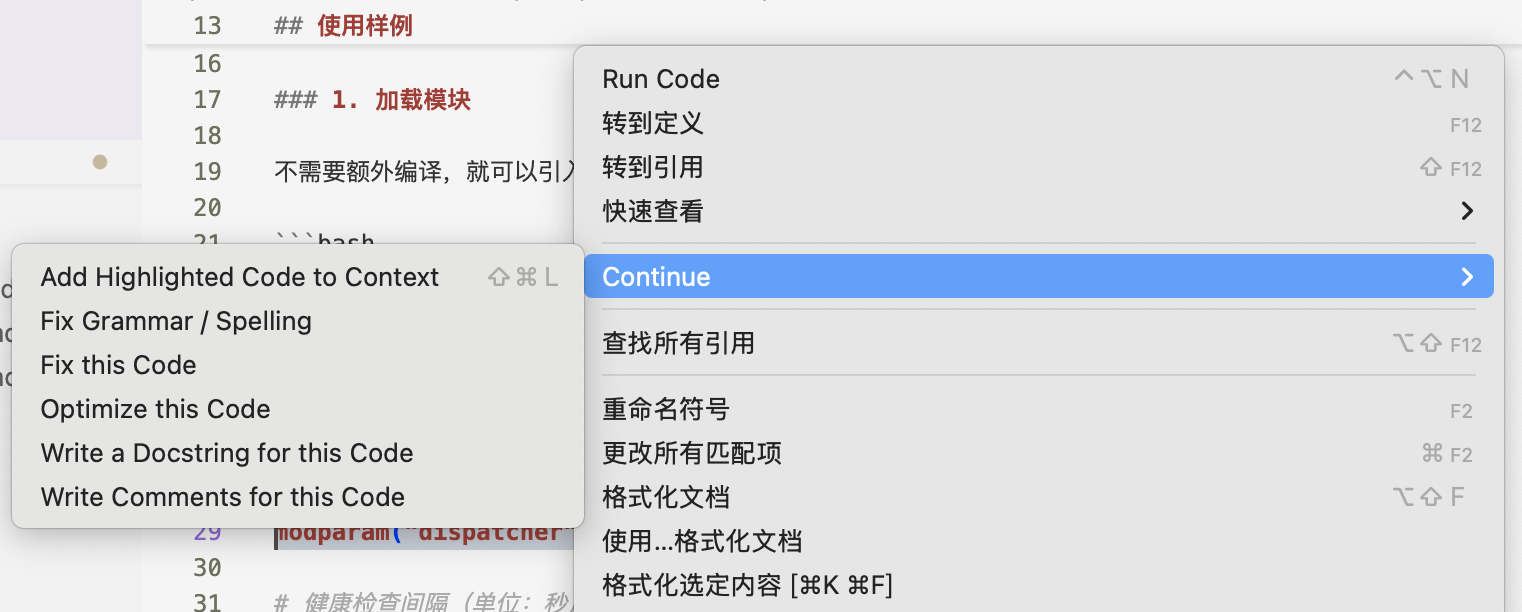 13 ## 使用样例
16
17 ### 1. 加载模块
18
19 不需要额外编译，就可以引
20
21 ```bash
29 modparam("dispatcher"
30
31 # 健康检查间隔（单位：秒
Run Code ⌃⌥N
转到定义 F12
转到引用 ⇧F12
快速查看
Continue
查找所有引用 ⌥⇧F12
重命名符号 F2
更改所有匹配项 ⌘F2
格式化文档 ⌥⇧F
使用...格式化文档
格式化选定内容 [⌘K ⌘F]
Add Highlighted Code to Context ⇧⌘L
Fix Grammar / Spelling
Fix this Code
Optimize this Code
Write a Docstring for this Code
Write Comments for this Code